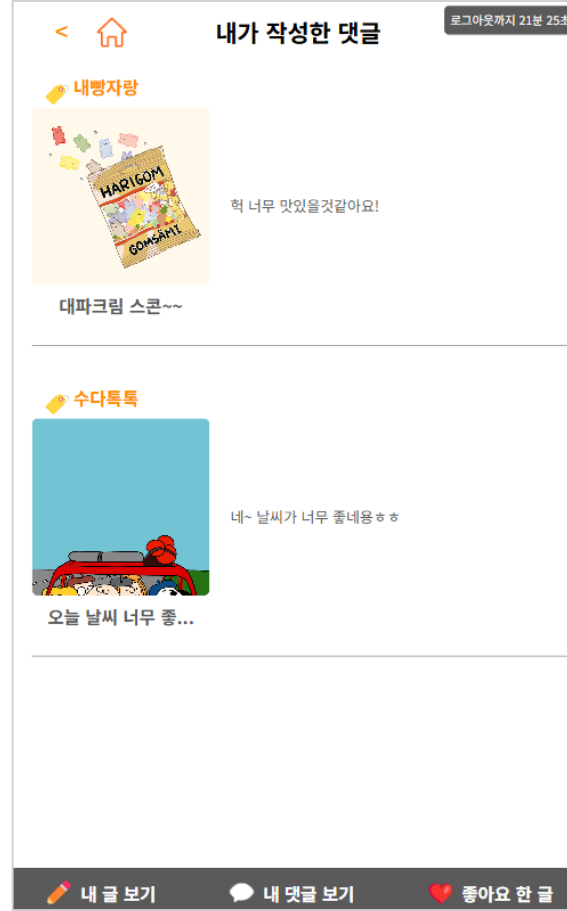 <
내가 작성한 댓글
로그아웃까지 21분 25초
내빵자랑
HARIGOM
GOMSAMI
헉 너무 맛있을것같아요!
대파크림 스콘~~
수다톡톡
네~ 날씨가 너무 좋네용ㅎㅎ
오늘 날씨 너무 좋...
내 글 보기
내 댓글 보기
좋아요 한 글